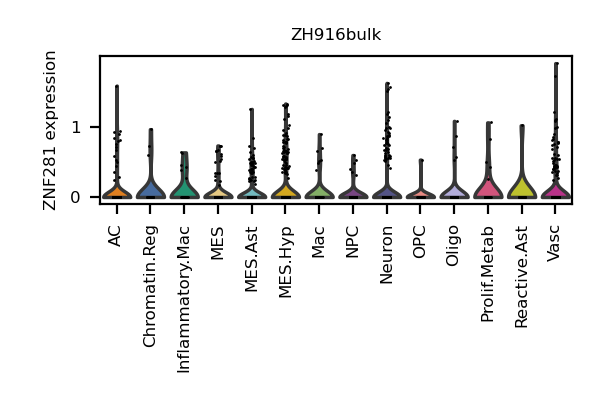 ZH916bulk
ZNF281 expression
1
0
AC
Chromatin.Reg
Inflammatory.Mac
MES
MES.Ast
MES.Hyp
Mac
NPC
Neuron
OPC
Oligo
Prolif.Metab
Reactive.Ast
Vasc